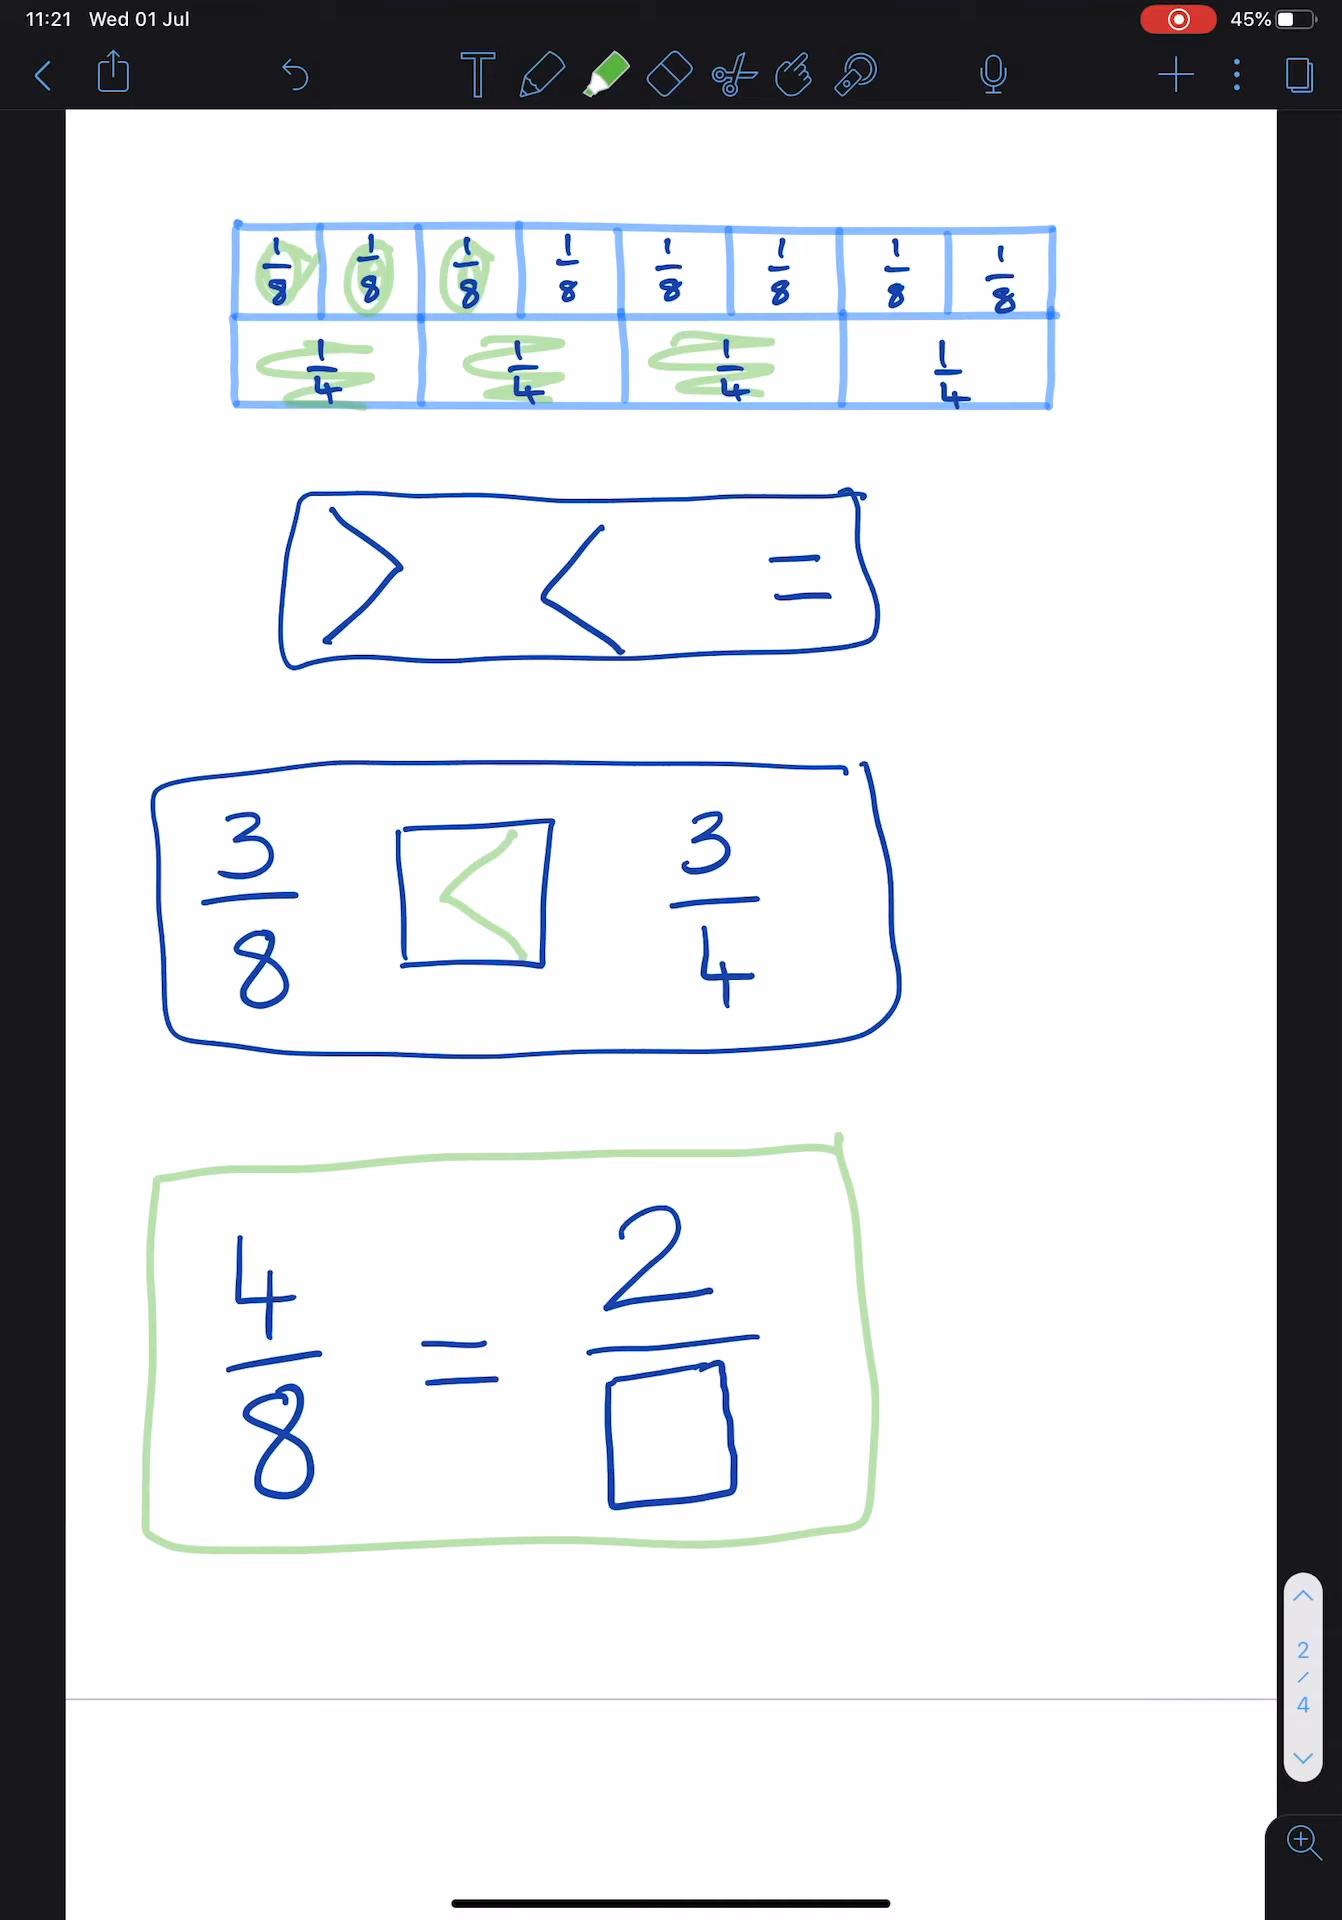 11:21 Wed 01 Jul 45%
T
1/8 1/8 1/8 1/8 1/8 1/8 1/8 1/8
1/4 1/4 1/4 1/4
> < =
3/8 < 3/4
4/8 = 2/□
2
/
4